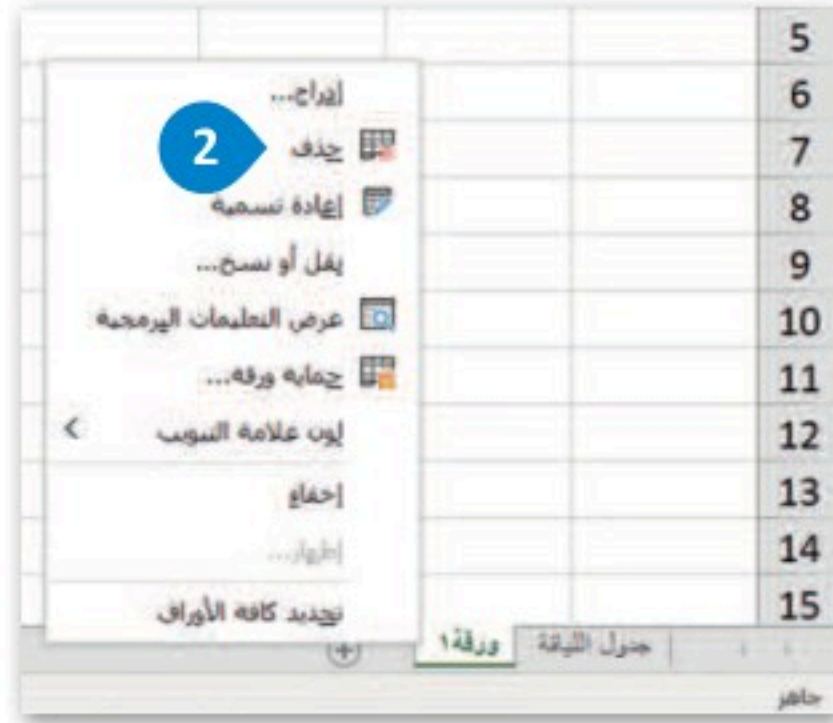 5
6
7
8
9
10
11
12
13
14
15
إدراج...
2
حذف
إعادة تسمية
نقل أو نسخ...
عرض التعليمات البرمجية
حماية ورقة...
لون علامة التبويب
إخفاء
إظهار...
تحديد كافة الأوراق
جدول اللياقة
ورقة١
جاهز